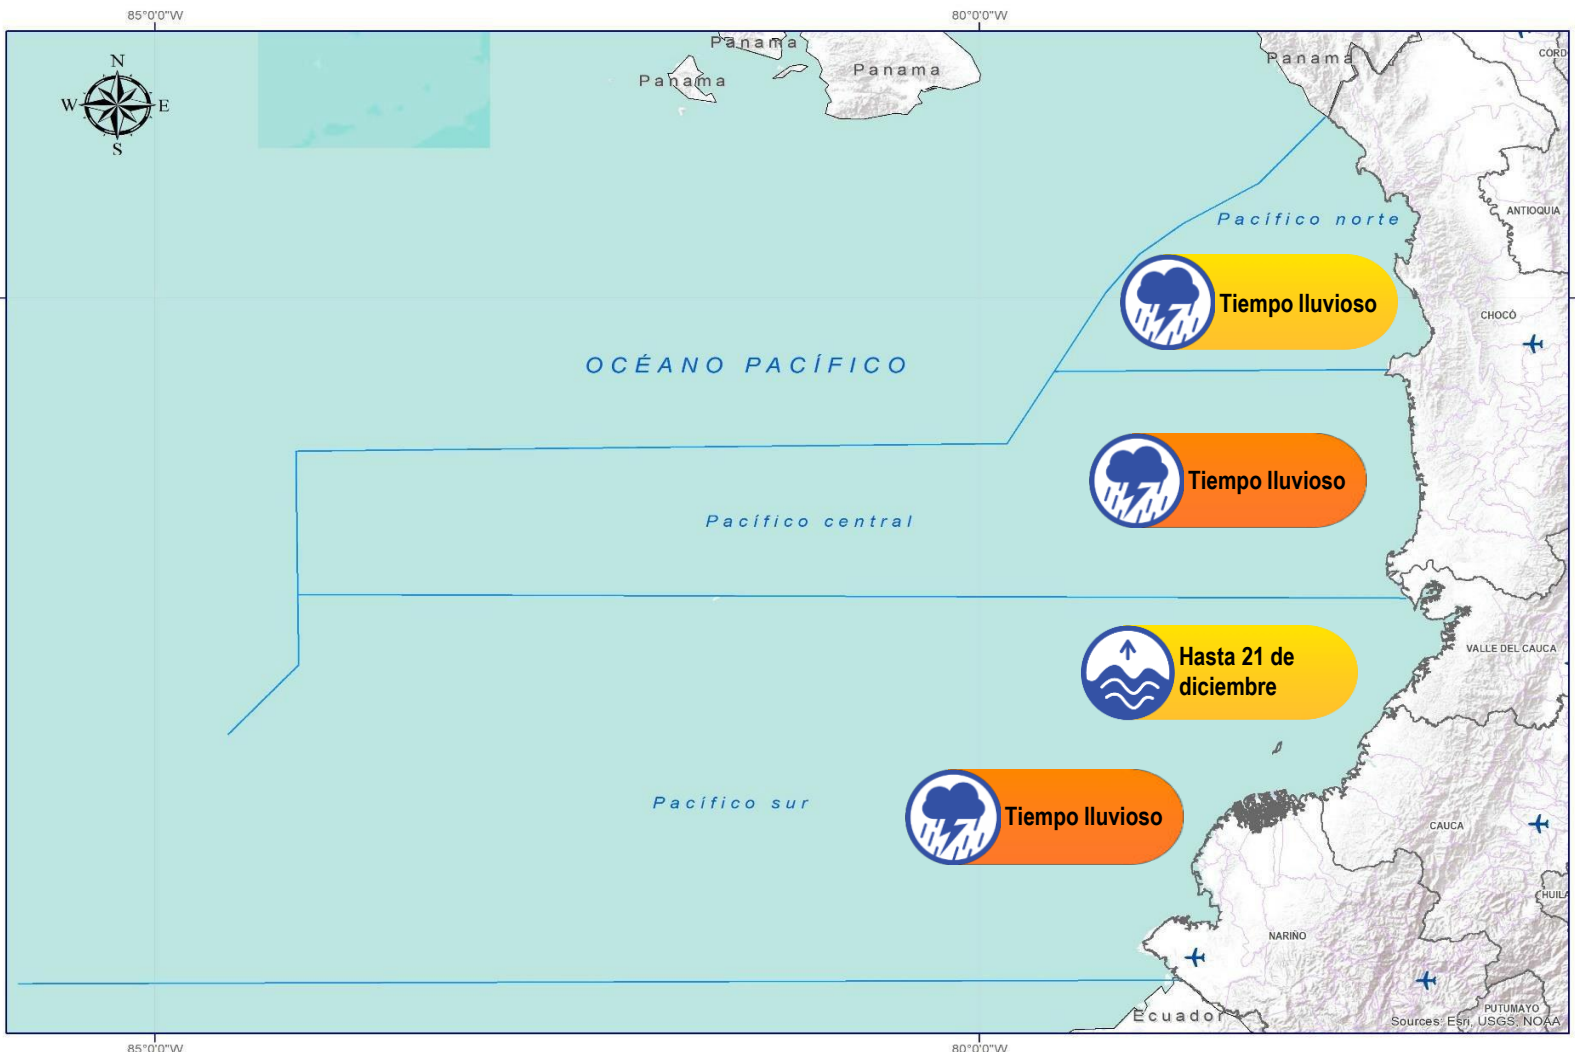 85°0'0"W
80°0'0"W
N
W
E
S
Panama
Panama
Panama
Panama
CORD
ANTIOQUIA
Pacífico norte
Tiempo lluvioso
CHOCÓ
OCÉANO PACÍFICO
Tiempo lluvioso
Pacífico central
Hasta 21 de
diciembre
VALLE DEL CAUCA
Pacífico sur
Tiempo lluvioso
CAUCA
HUILA
NARIÑO
PUTUMAYO
Ecuador
Sources: Esri, USGS, NOAA
85°0'0"W
80°0'0"W